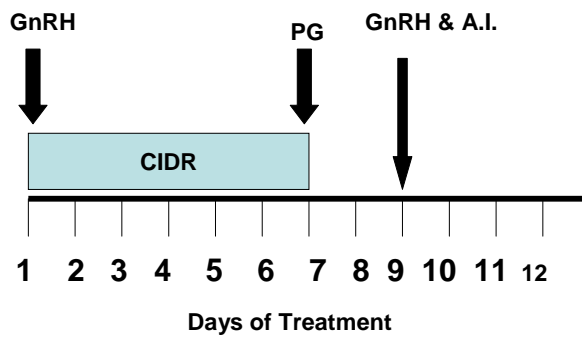 GnRH PG GnRH & A.I.
CIDR
1 2 3 4 5 6 7 8 9 10 11 12
Days of Treatment